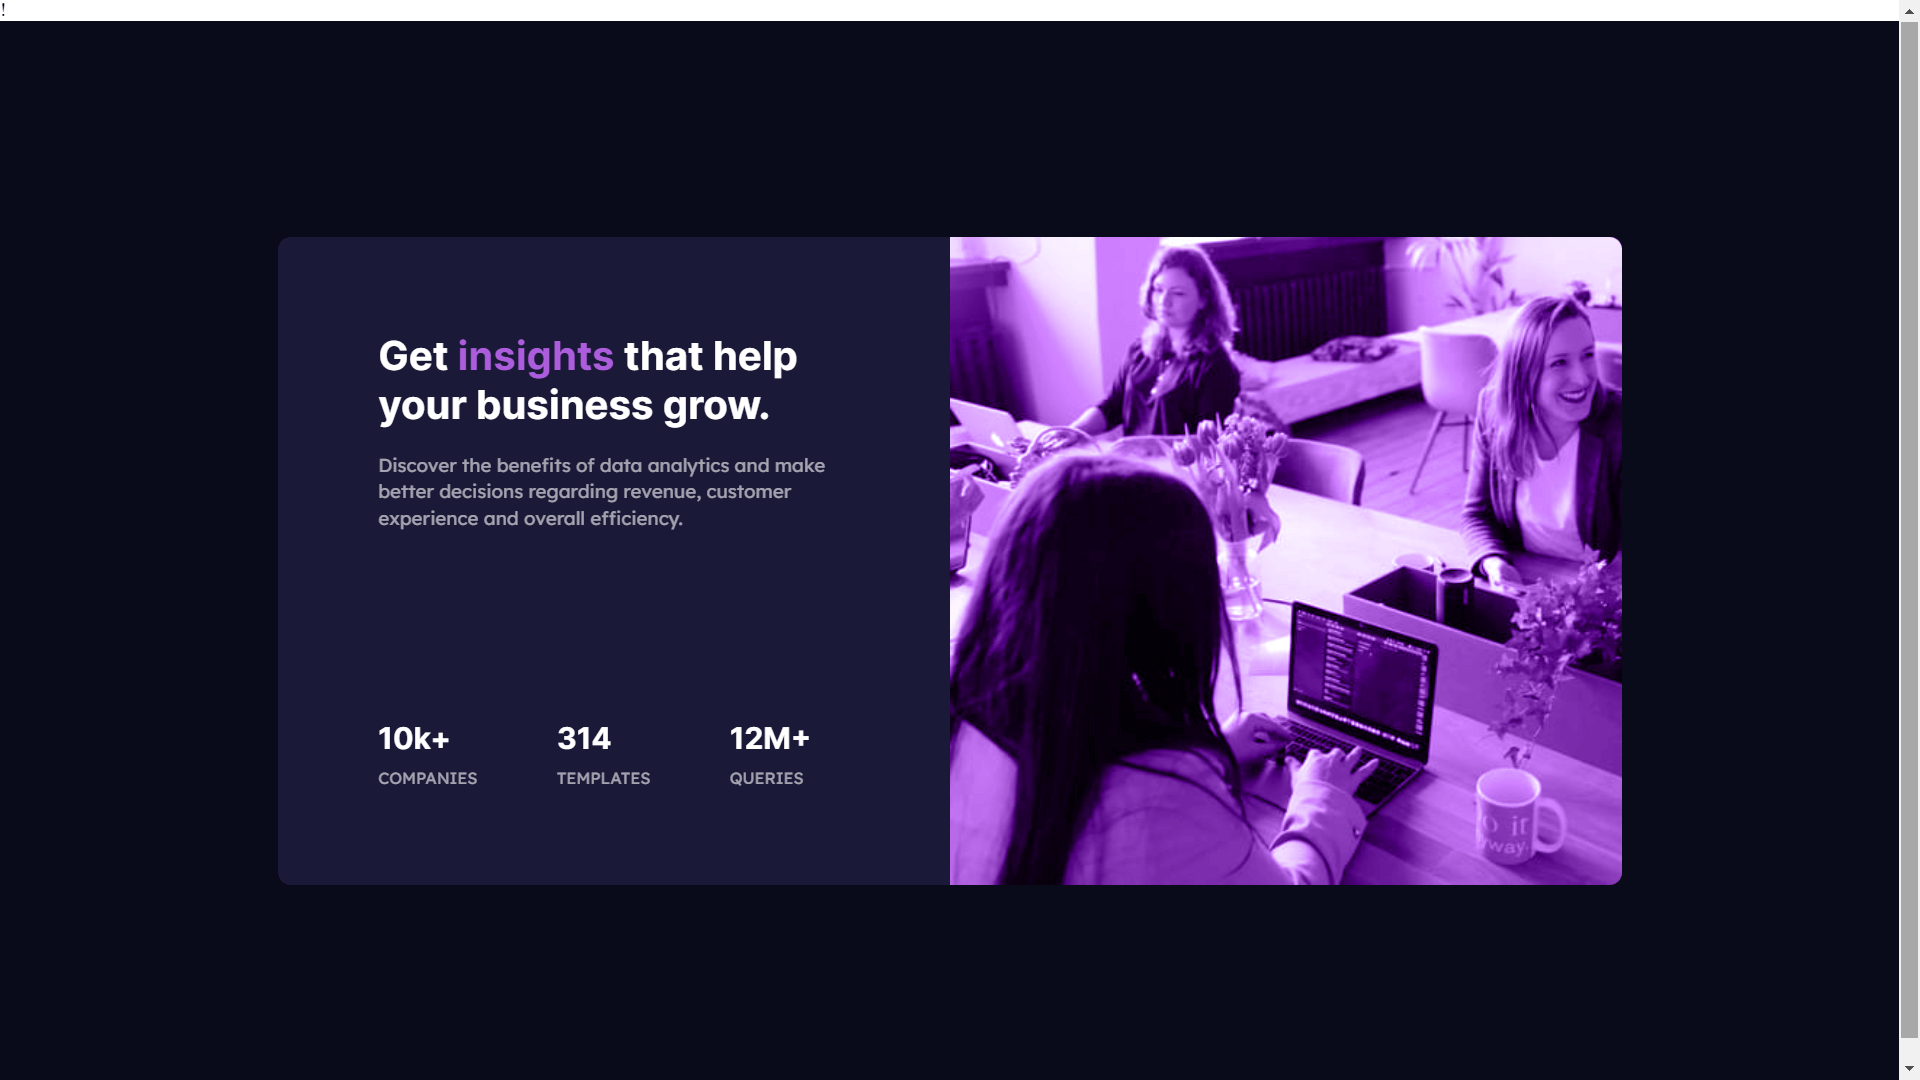 !
Get insights that help
your business grow.
Discover the benefits of data analytics and make
better decisions regarding revenue, customer
experience and overall efficiency.
10k+ 314 12M+
COMPANIES TEMPLATES QUERIES
o it
way.